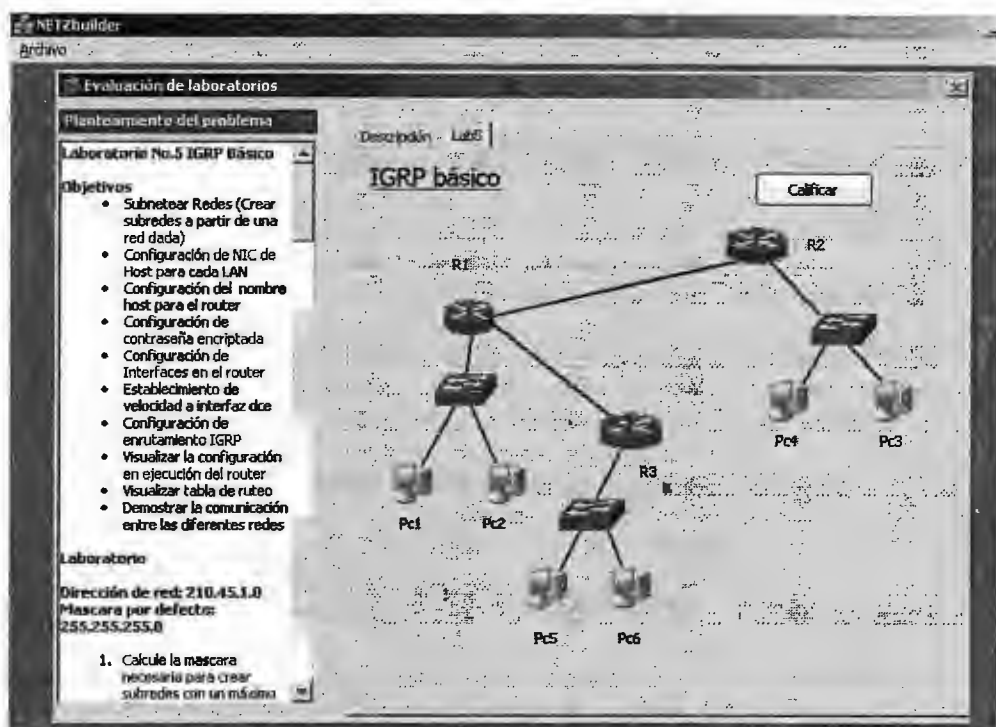 NETZbuilder
Archivo
Evaluación de laboratorios
Planteamiento del problema
Laboratorio No.5 IGRP Básico
Objetivos
• Subnetear Redes (Crear
subredes a partir de una
red dada)
• Configuración de NIC de
Host para cada LAN
• Configuración del nombre
host para el router
• Configuración de
contraseña encriptada
• Configuración de
Interfaces en el router
• Establecimiento de
velocidad a interfaz dce
• Configuración de
enrutamiento IGRP
• Visualizar la configuración
en ejecución del router
• Visualizar tabla de ruteo
• Demostrar la comunicación
entre las diferentes redes
Laboratorio
Dirección de red: 210.45.1.0
Mascara por defecto:
255.255.255.0
1. Calcule la mascara
necesaria para crear
subredes con un máximo
Descripción Lab5
IGRP básico
Calificar
R1
R2
R3
Pc4
Pc3
Pc1
Pc2
Pc5
Pc6